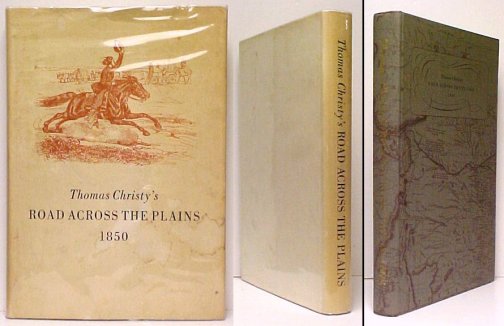 Thomas Christy's
ROAD ACROSS THE PLAINS
1850
Thomas Christy's ROAD ACROSS THE PLAINS